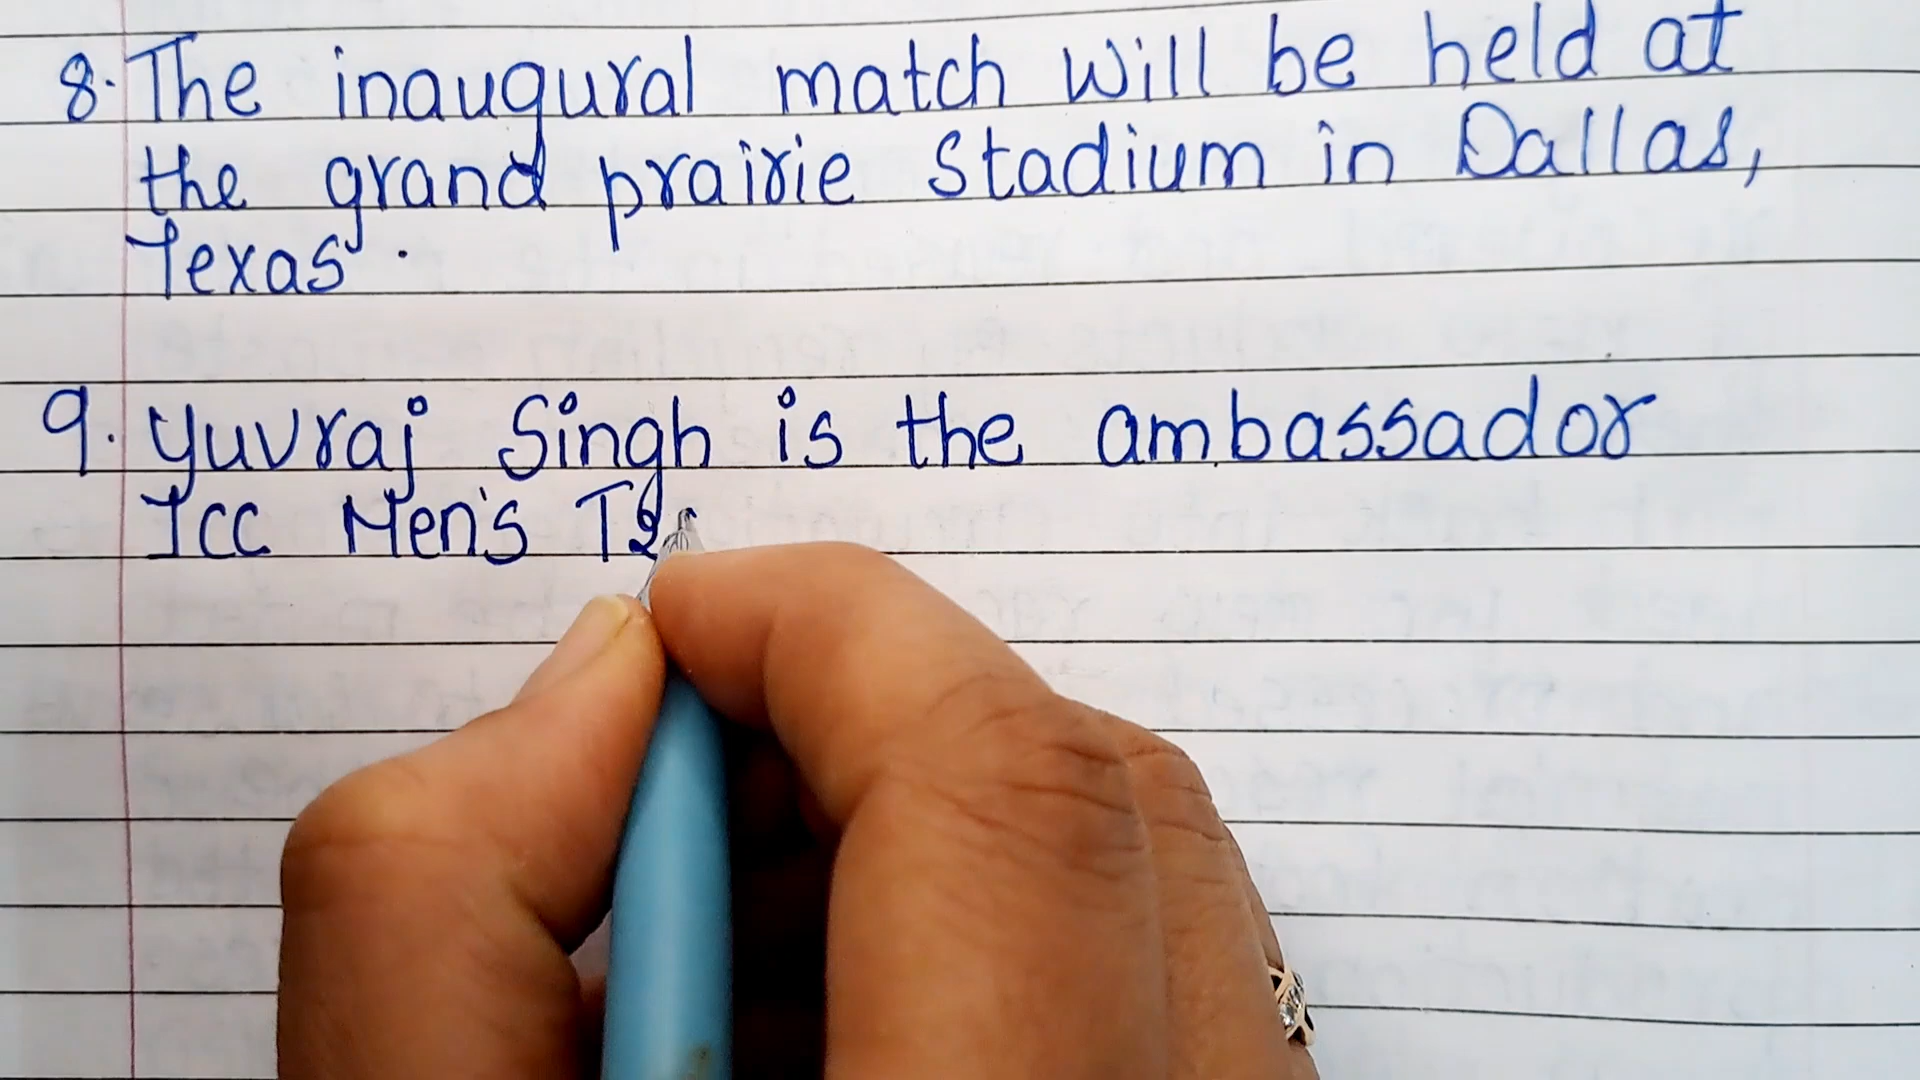 8. The inaugural match will be held at
the grand prairie Stadium in Dallas,
Texas.
9. Yuvraj Singh is the ambassador
Icc Men's T2